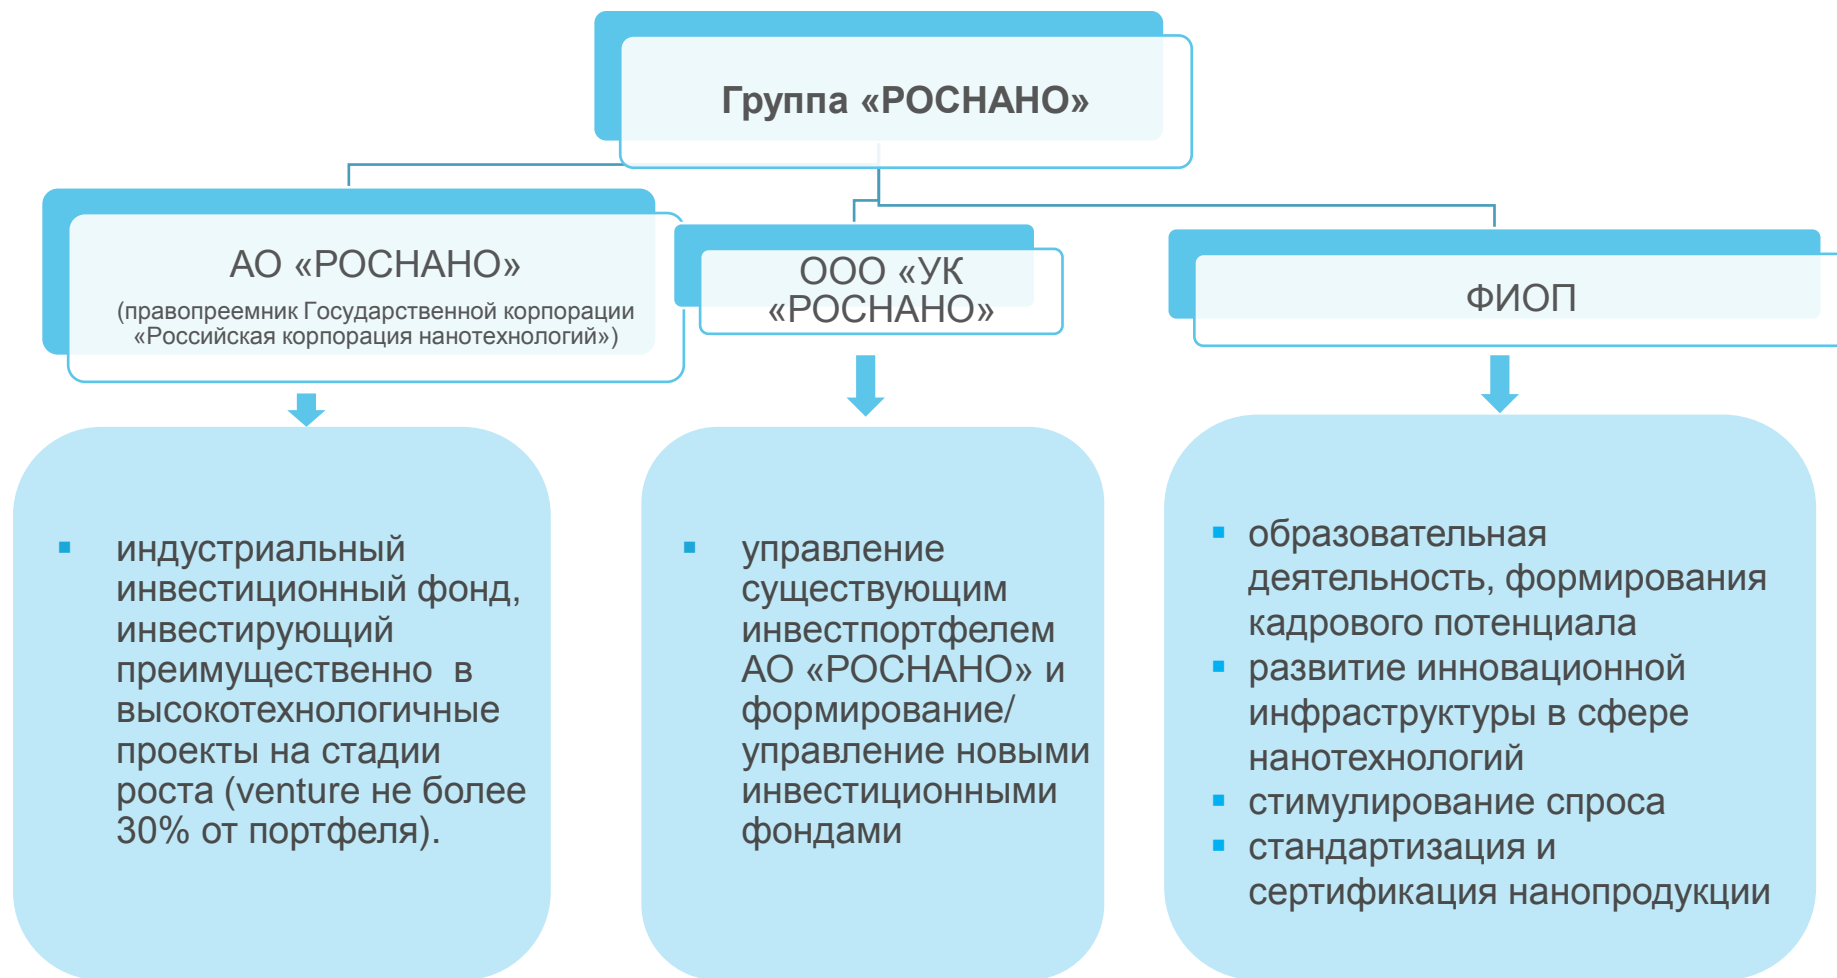 Группа «РОСНАНО»
АО «РОСНАНО»
(правопреемник Государственной корпорации
«Российская корпорация нанотехнологий»)
ООО «УК
«РОСНАНО»
ФИОП
▪ индустриальный
инвестиционный фонд,
инвестирующий
преимущественно в
высокотехнологичные
проекты на стадии
роста (venture не более
30% от портфеля).
▪ управление
существующим
инвестпортфелем
АО «РОСНАНО» и
формирование/
управление новыми
инвестиционными
фондами
▪ образовательная
деятельность, формирования
кадрового потенциала
▪ развитие инновационной
инфраструктуры в сфере
нанотехнологий
▪ стимулирование спроса
▪ стандартизация и
сертификация нанопродукции